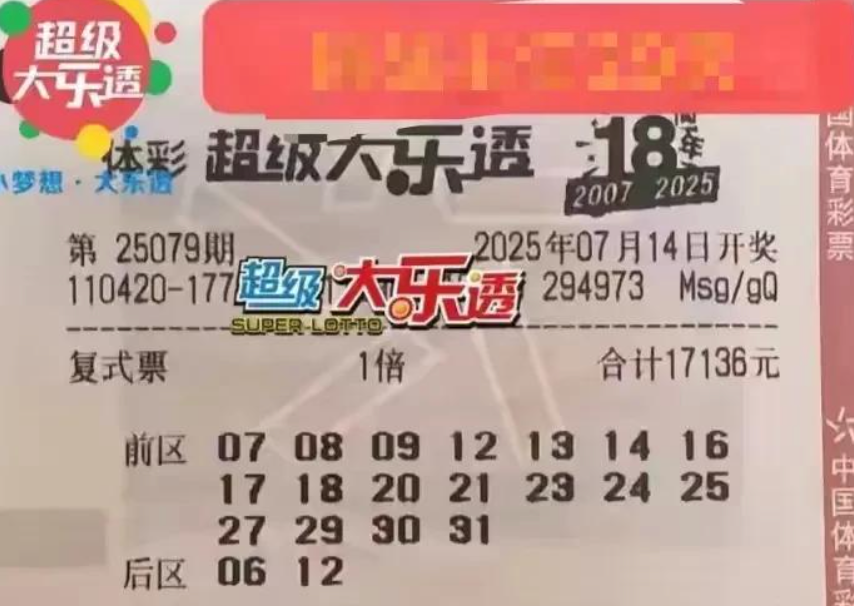 超级
大乐透
小梦想·大乐透
体彩 超级大乐透 18周年
2007 2025
第 25079期 2025年07月14日开奖
110420-177 294973 Msg/gQ
超级大乐透
SUPER-LOTTO
复式票 1倍 合计17136元
前区 07 08 09 12 13 14 16
17 18 20 21 23 24 25
27 29 30 31
后区 06 12
国体育彩票
中国体育彩